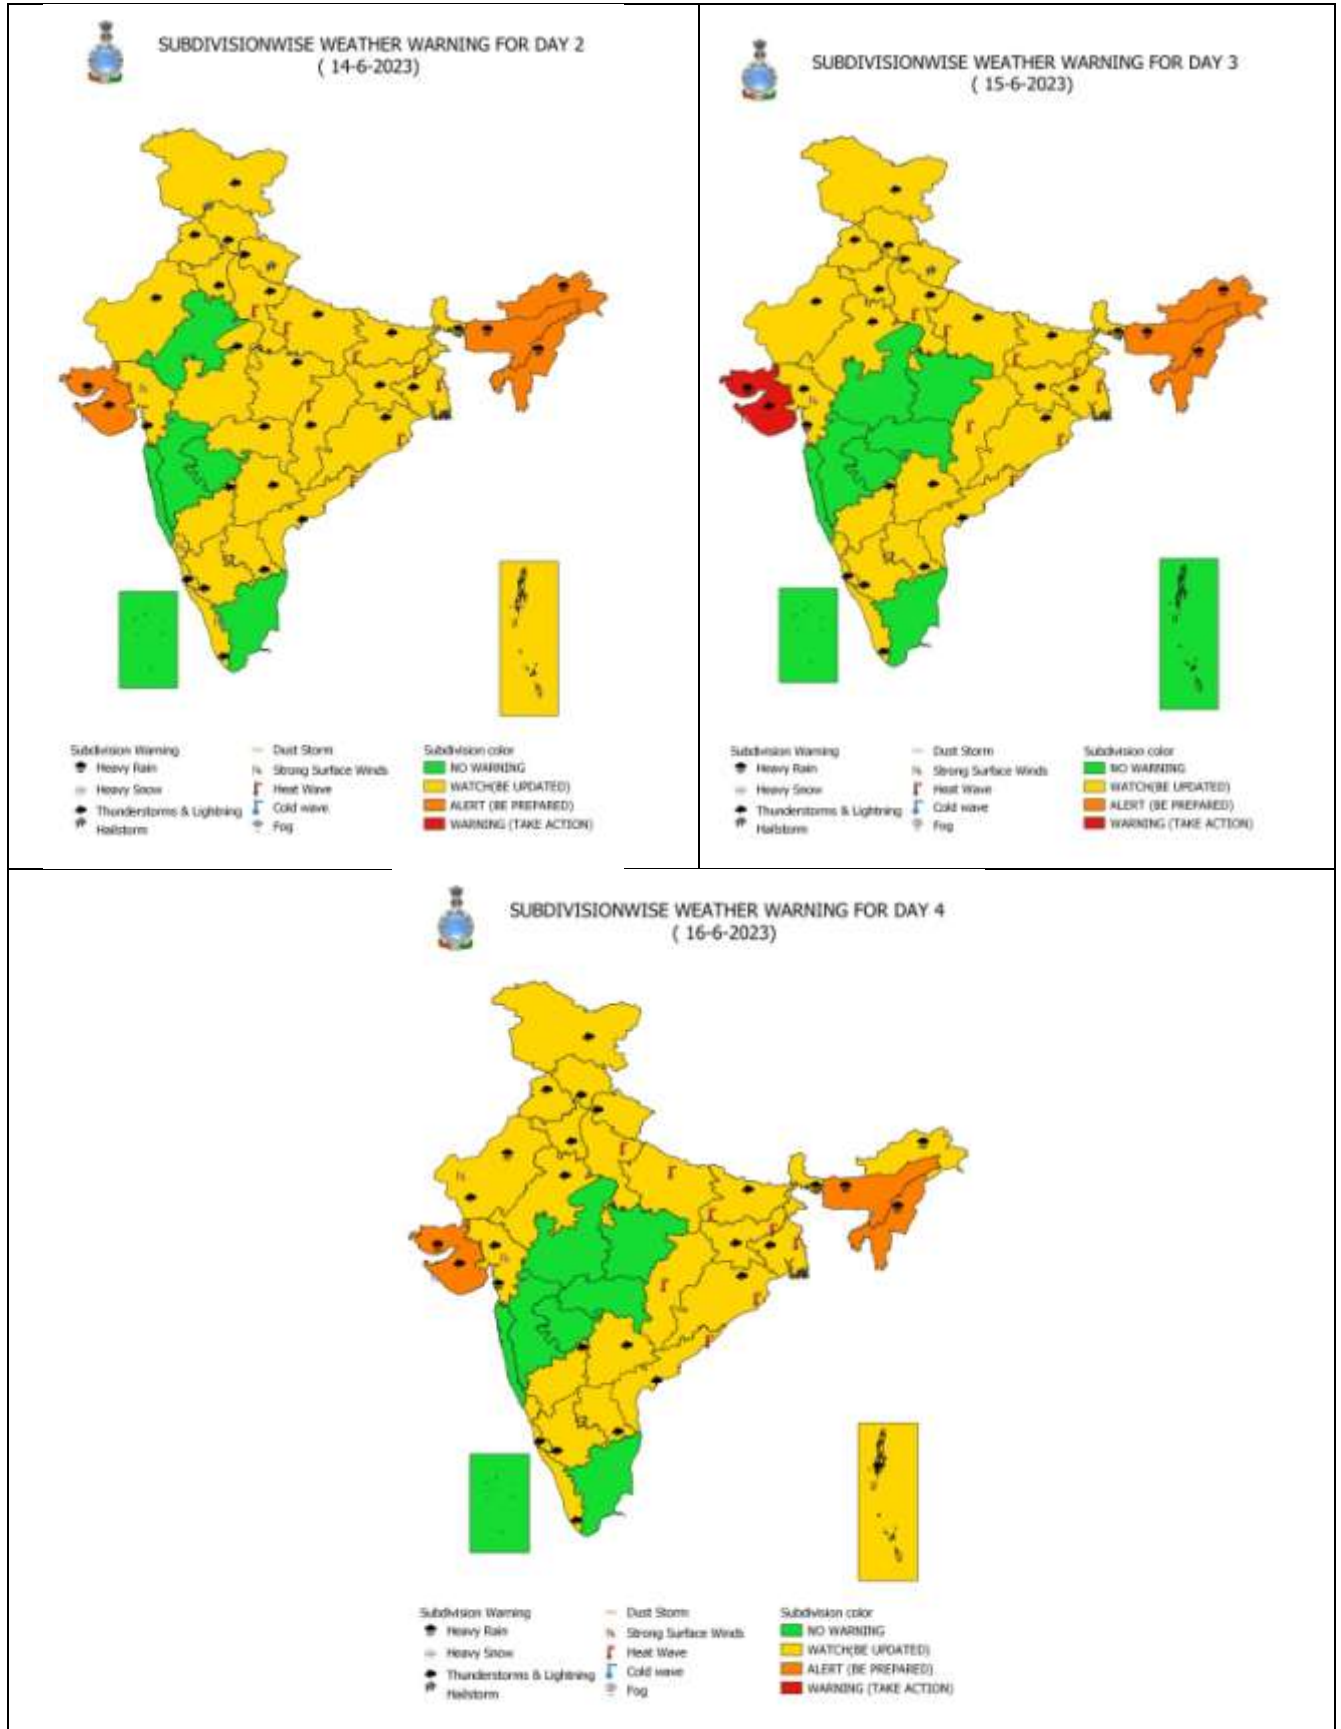 SUBDIVISIONWISE WEATHER WARNING FOR DAY 2
( 14-6-2023)
Subdivision Warning
Heavy Rain
Heavy Snow
Thunderstorms & Lightning
Hailstorm
Dust Storm
Strong Surface Winds
Heat Wave
Cold wave
Fog
Subdivision color
NO WARNING
WATCH(BE UPDATED)
ALERT (BE PREPARED)
WARNING (TAKE ACTION)
SUBDIVISIONWISE WEATHER WARNING FOR DAY 3
( 15-6-2023)
Subdivision Warning
Heavy Rain
Heavy Snow
Thunderstorms & Lightning
Hailstorm
Dust Storm
Strong Surface Winds
Heat Wave
Cold wave
Fog
Subdivision color
NO WARNING
WATCH(BE UPDATED)
ALERT (BE PREPARED)
WARNING (TAKE ACTION)
SUBDIVISIONWISE WEATHER WARNING FOR DAY 4
( 16-6-2023)
Subdivision Warning
Heavy Rain
Heavy Snow
Thunderstorms & Lightning
Hailstorm
Dust Storm
Strong Surface Winds
Heat Wave
Cold wave
Fog
Subdivision color
NO WARNING
WATCH(BE UPDATED)
ALERT (BE PREPARED)
WARNING (TAKE ACTION)